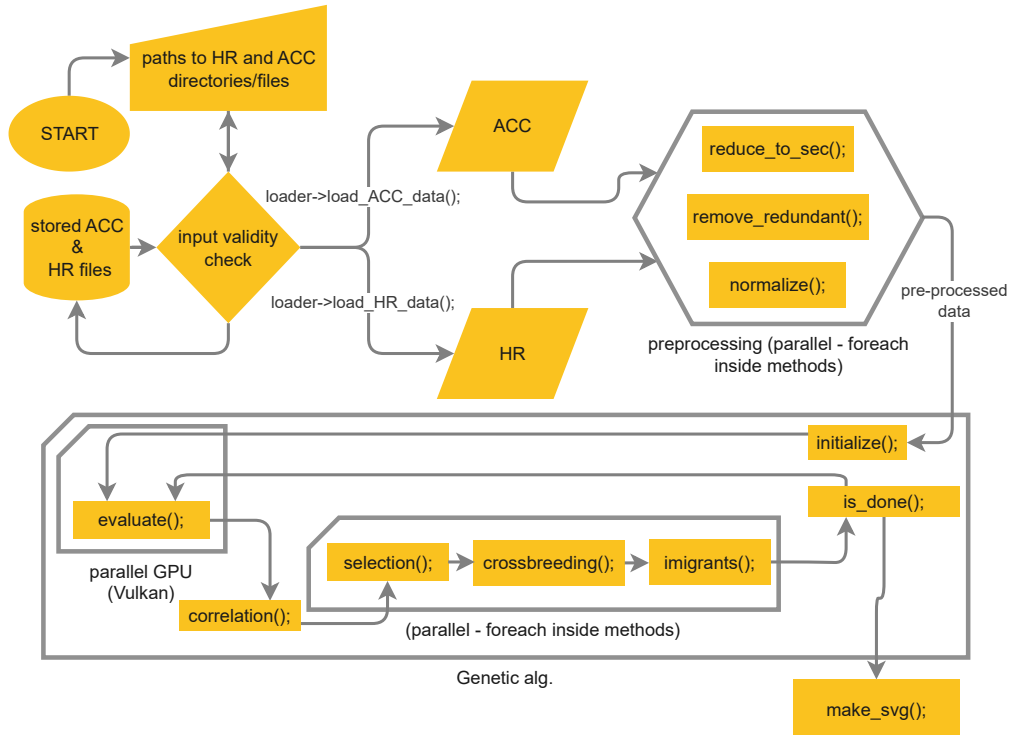 paths to HR and ACC
directories/files
START
ACC
reduce_to_sec();
loader->load_ACC_data();
remove_redundant();
stored ACC
&
HR files
input validity
check
normalize();
pre-processed
data
loader->load_HR_data();
HR
preprocessing (parallel - foreach
inside methods)
initialize();
is_done();
evaluate();
selection();
crossbreeding();
imigrants();
parallel GPU
(Vulkan)
correlation();
(parallel - foreach inside methods)
Genetic alg.
make_svg();